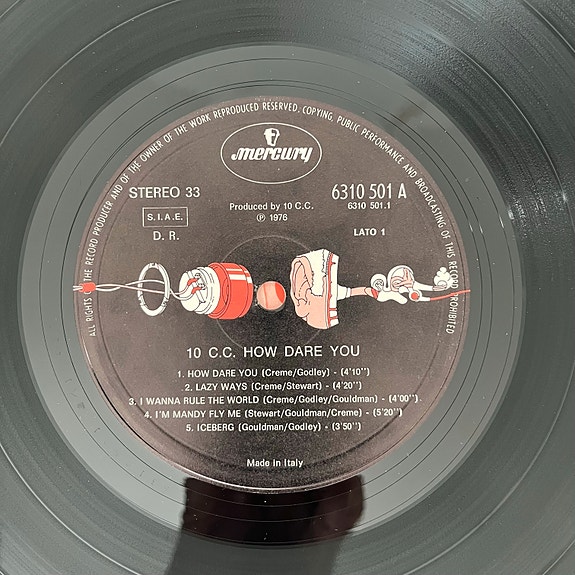 ALL RIGHTS OF THE RECORD PRODUCER AND OF THE OWNER OF THE WORK REPRODUCED RESERVED. COPYING, PUBLIC PERFORMANCE AND BROADCASTING OF THIS RECORD PROHIBITED
mercury
STEREO 33
S.I.A.E.
D. R.
Produced by 10 C.C.
℗ 1976
6310 501 A
6310 501.1
LATO 1
10 C.C. HOW DARE YOU
1. HOW DARE YOU (Creme/Godley) - (4'10'')
2. LAZY WAYS (Creme/Stewart) - (4'20'')
3. I WANNA RULE THE WORLD (Creme/Godley/Gouldman) - (4'00'').
4. I'M MANDY FLY ME (Stewart/Gouldman/Creme) - (5'20'')
5. ICEBERG (Gouldman/Godley) - (3'50'')
Made in Italy